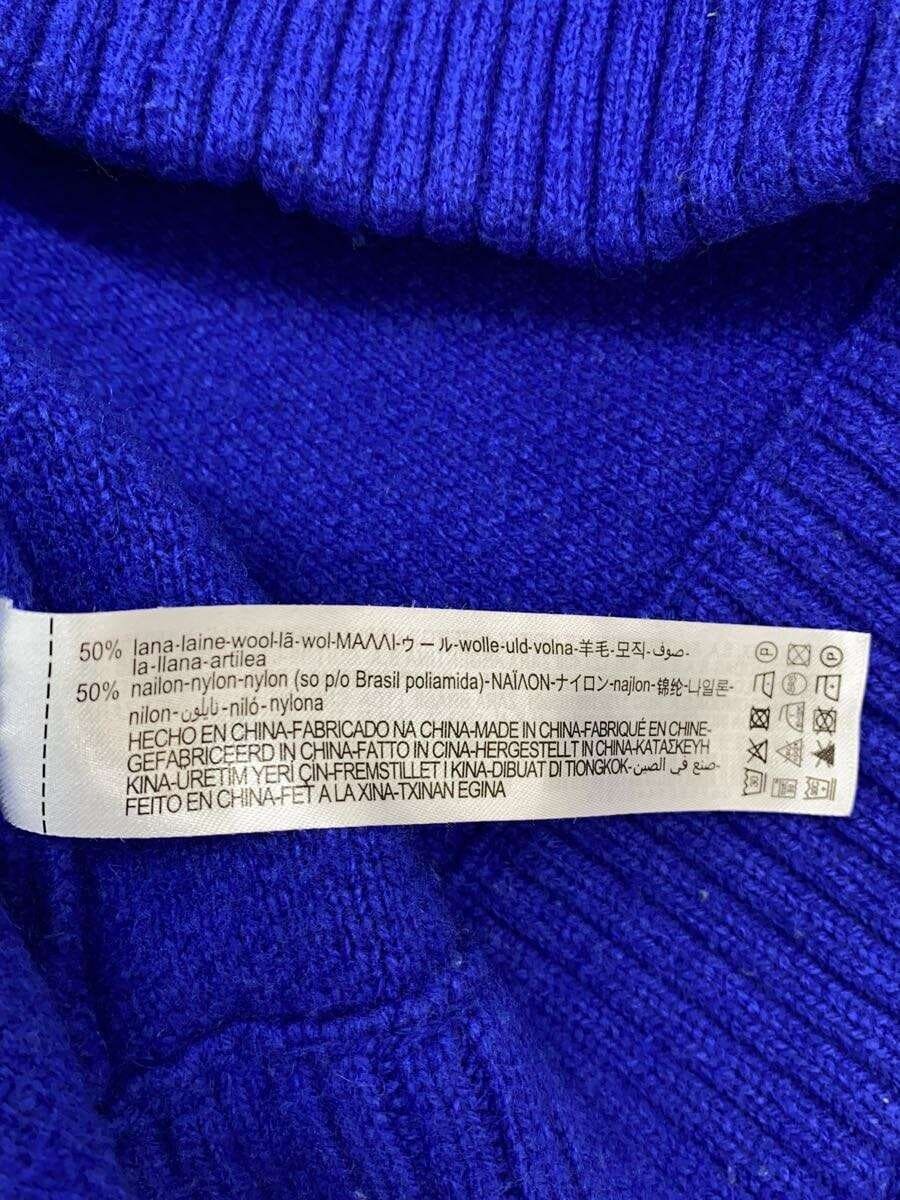 50% lana-laine-wool-lã-wol-ΜΑΛΛΙ-ウール-wolle-uld-volna-羊毛-모직-صوف-
la-llana-artilea
50% nailon-nylon-nylon (so p/o Brasil poliamida)-ΝΑΪΛΟΝ-ナイロン-najlon-锦纶-나일론-
nilon-نايلون-niló-nylona
HECHO EN CHINA-FABRICADO NA CHINA-MADE IN CHINA-FABRIQUÉ EN CHINE-
GEFABRICEERD IN CHINA-FATTO IN CINA-HERGESTELLT IN CHINA-ΚΑΤΑΣΚΕΥΗ
ΚΙΝΑ-ÜRETİM YERİ ÇİN-FREMSTILLET I KINA-DIBUAT DI TIONGKOK-صنع في الصين-
FEITO EN CHINA-FET A LA XINA-TXINAN EGINA